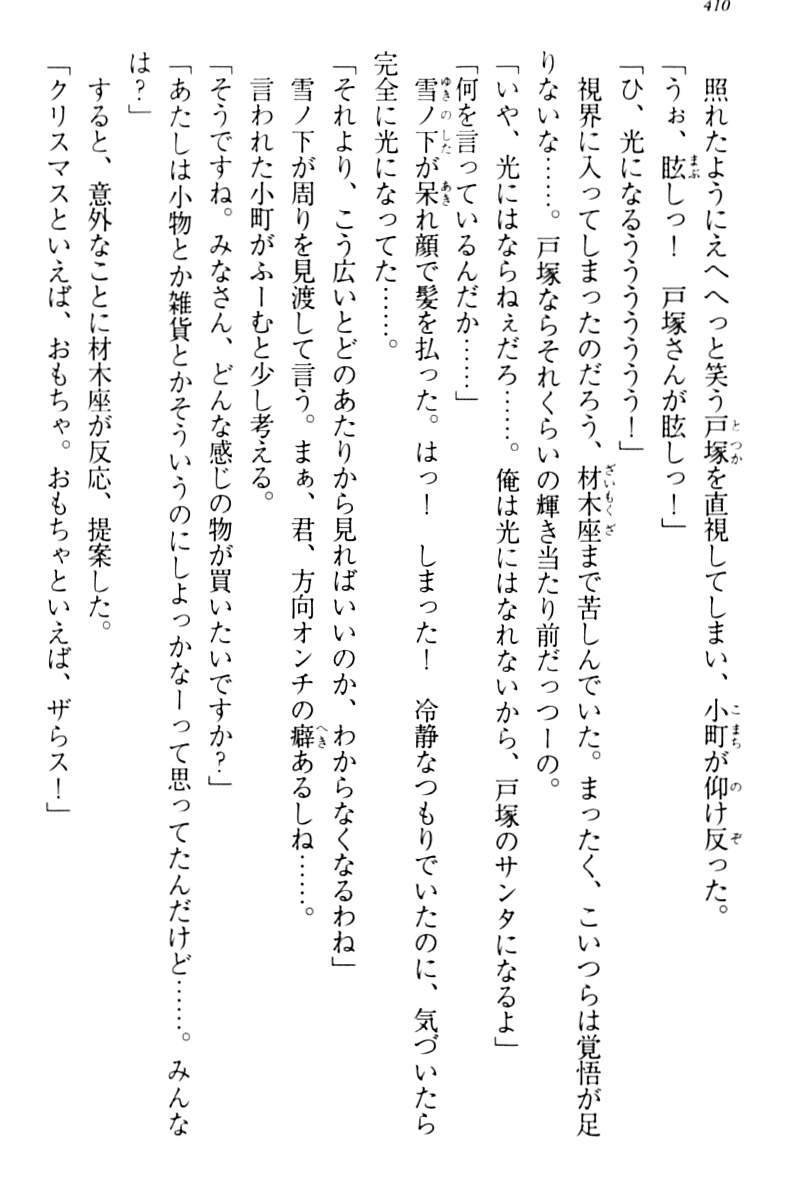 410
照れたようにえへへっと笑う戸塚を直視してしまい、小町が仰け反った。
「うぉ、眩しっ！　戸塚さんが眩しっ！」
「ひ、光になるうううううう！」
視界に入ってしまったのだろう、材木座まで苦しんでいた。まったく、こいつらは覚悟が足
りないな……。戸塚ならそれくらいの輝き当たり前だっつーの。
「いや、光にはならねぇだろ……。俺は光にはなれないから、戸塚のサンタになるよ」
「何を言っているんだか……」
雪ノ下が呆れ顔で髪を払った。はっ！　しまった！　冷静なつもりでいたのに、気づいたら
完全に光になってた……。
「それより、こう広いとどのあたりから見ればいいのか、わからなくなるわね」
雪ノ下が周りを見渡して言う。まぁ、君、方向オンチの癖あるしね……。
言われた小町がふーむと少し考える。
「そうですね。みなさん、どんな感じの物が買いたいですか？」
「あたしは小物とか雑貨とかそういうのにしよっかなーって思ってたんだけど……。みんな
は？」
すると、意外なことに材木座が反応、提案した。
「クリスマスといえば、おもちゃ。おもちゃといえば、ザらス！」